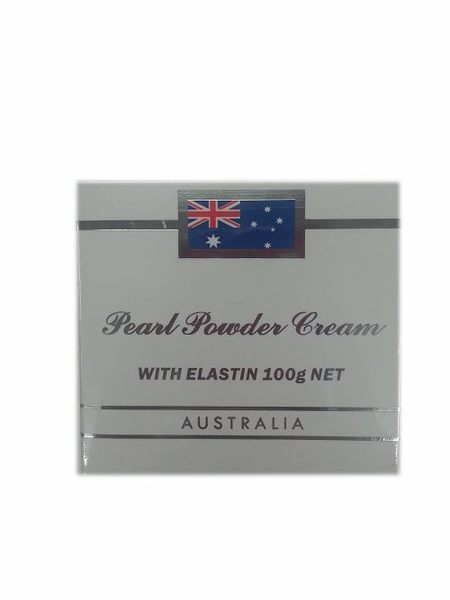 Pearl Powder Cream
WITH ELASTIN 100g NET
AUSTRALIA